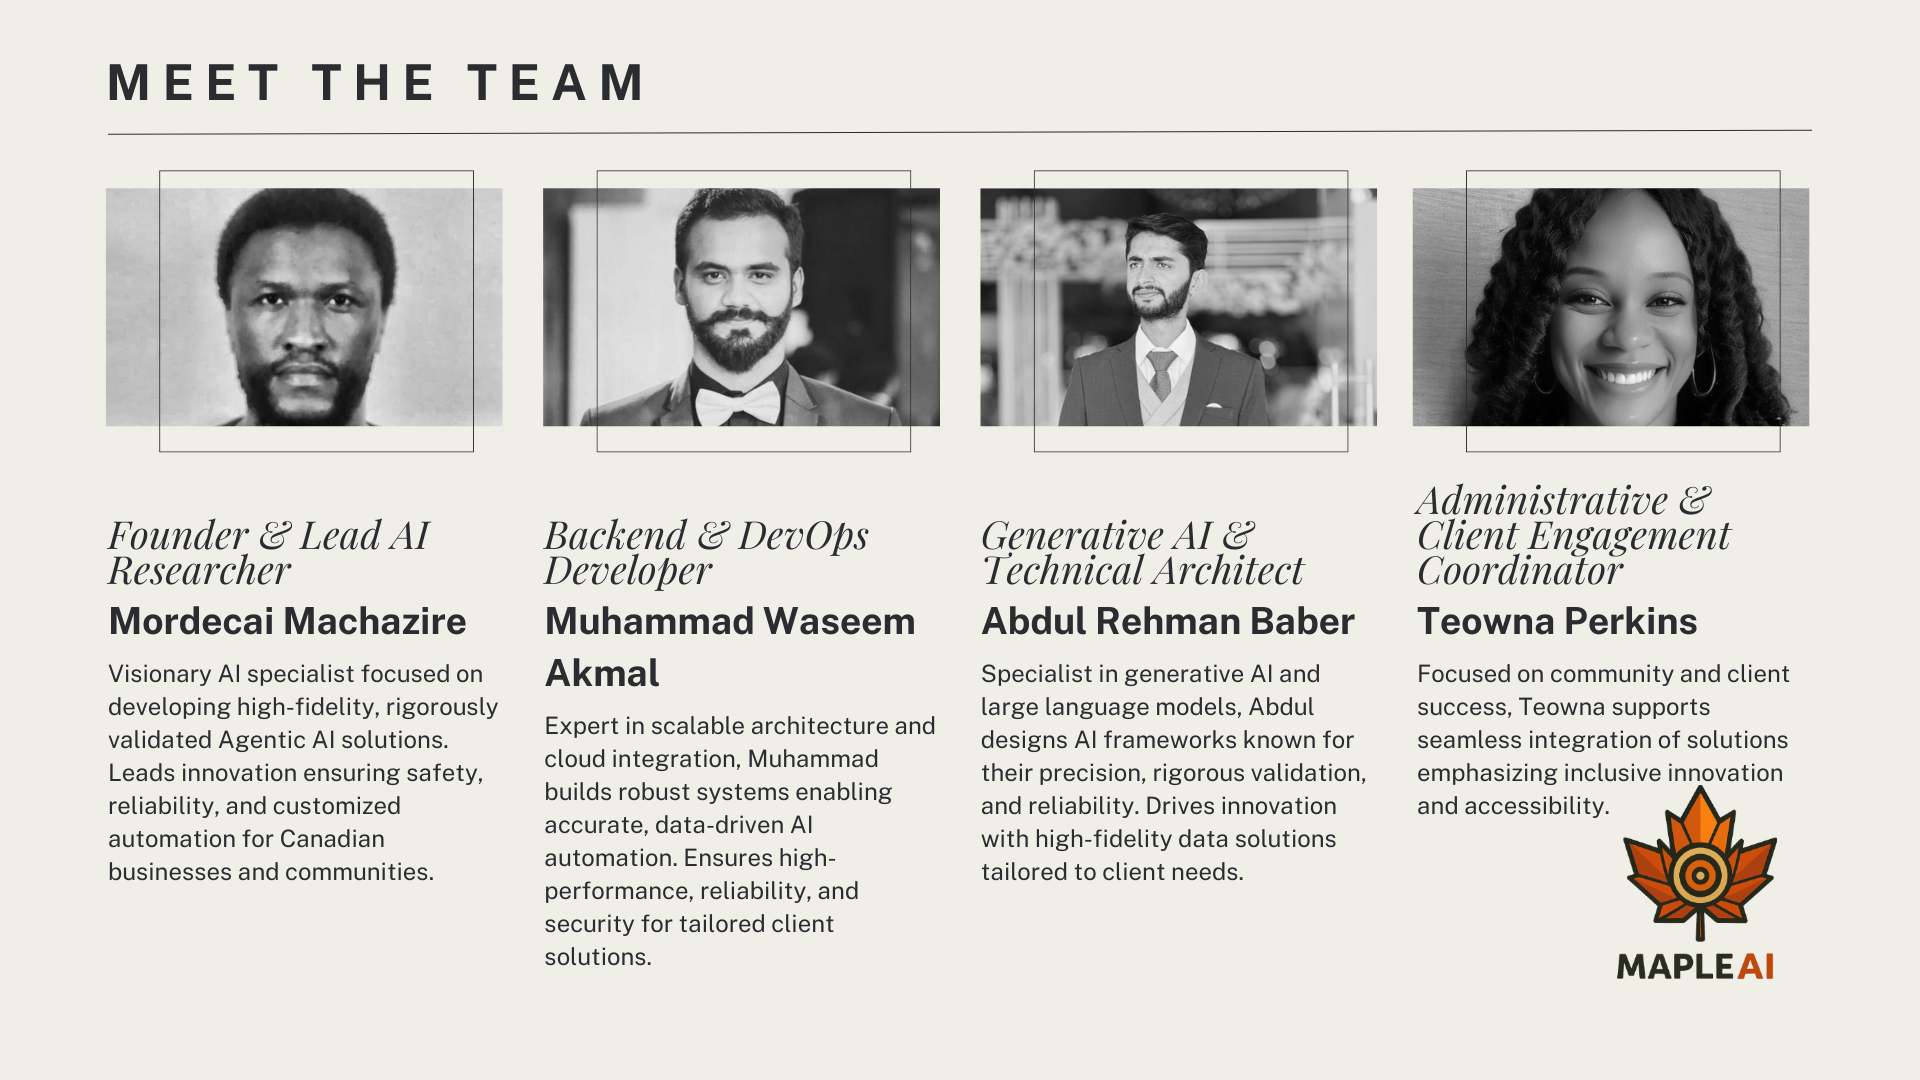 MEET THE TEAM
Founder & Lead AI
Researcher
Mordecai Machazire
Visionary AI specialist focused on
developing high-fidelity, rigorously
validated Agentic AI solutions.
Leads innovation ensuring safety,
reliability, and customized
automation for Canadian
businesses and communities.
Backend & DevOps
Developer
Muhammad Waseem
Akmal
Expert in scalable architecture and
cloud integration, Muhammad
builds robust systems enabling
accurate, data-driven AI
automation. Ensures high-
performance, reliability, and
security for tailored client
solutions.
Generative AI &
Technical Architect
Abdul Rehman Baber
Specialist in generative AI and
large language models, Abdul
designs AI frameworks known for
their precision, rigorous validation,
and reliability. Drives innovation
with high-fidelity data solutions
tailored to client needs.
Administrative &
Client Engagement
Coordinator
Teowna Perkins
Focused on community and client
success, Teowna supports
seamless integration of solutions
emphasizing inclusive innovation
and accessibility.
MAPLE AI